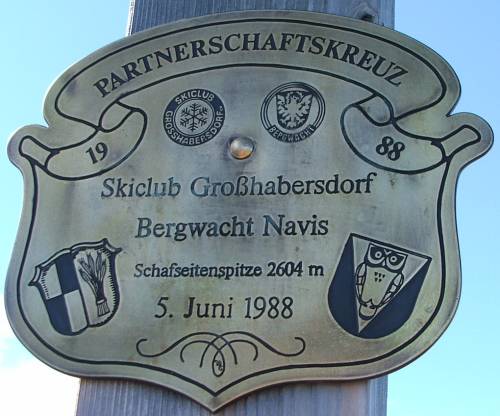 PARTNERSCHAFTSKREUZ
19 88
SKICLUB GROSSHABERSDORF
BERGWACHT
Skiclub Großhabersdorf
Bergwacht Navis
Schafseitenspitze 2604 m
5. Juni 1988